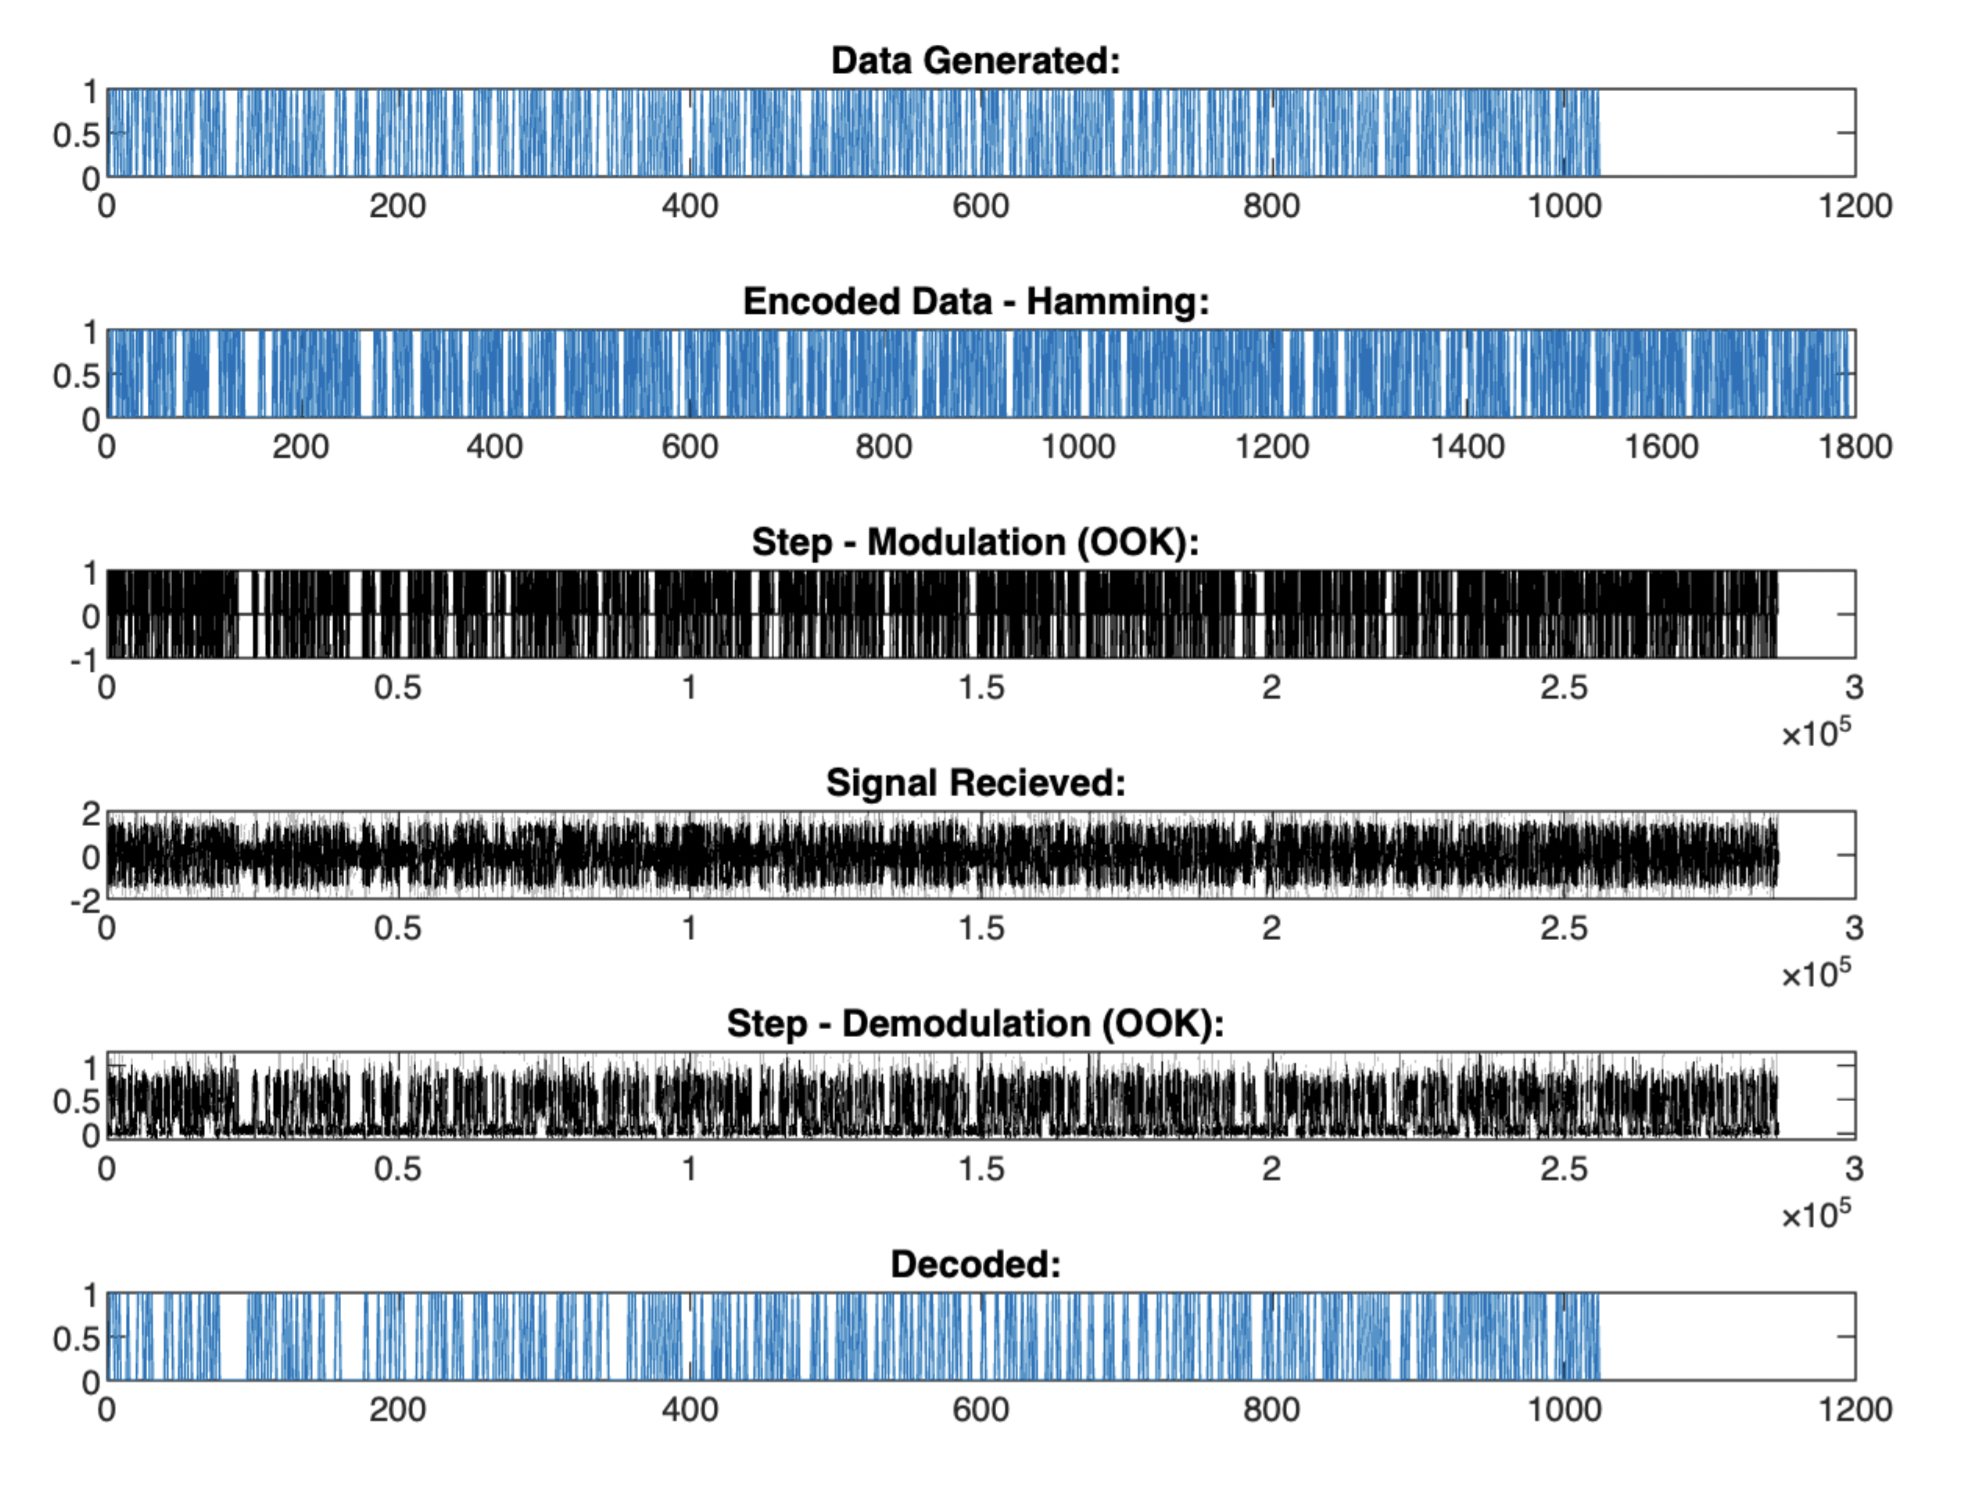 Data Generated:
1
0.5
0
0 200 400 600 800 1000 1200
Encoded Data - Hamming:
1
0.5
0
0 200 400 600 800 1000 1200 1400 1600 1800
Step - Modulation (OOK):
1
0
-1
0 0.5 1 1.5 2 2.5 3
×10⁵
Signal Recieved:
2
0
-2
0 0.5 1 1.5 2 2.5 3
×10⁵
Step - Demodulation (OOK):
1
0.5
0
0 0.5 1 1.5 2 2.5 3
×10⁵
Decoded:
1
0.5
0
0 200 400 600 800 1000 1200